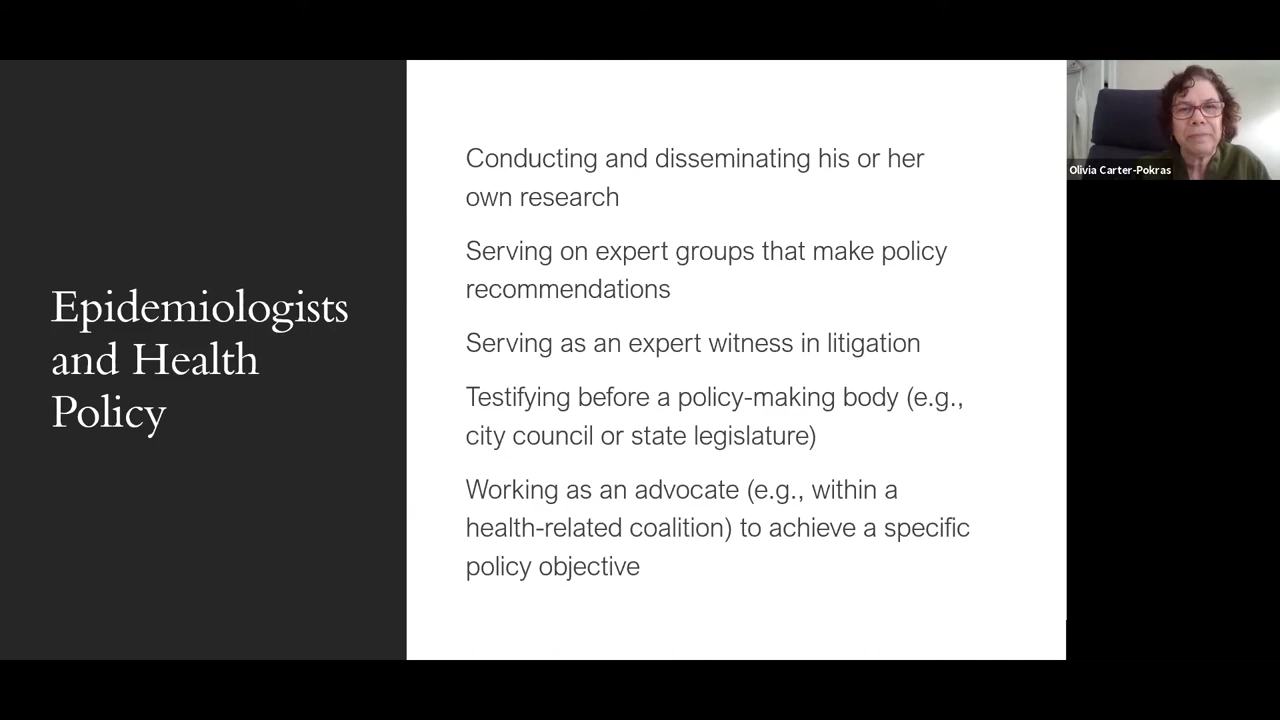 Epidemiologists
and Health
Policy
Conducting and disseminating his or her
own research
Serving on expert groups that make policy
recommendations
Serving as an expert witness in litigation
Testifying before a policy-making body (e.g.,
city council or state legislature)
Working as an advocate (e.g., within a
health-related coalition) to achieve a specific
policy objective
Olivia Carter-Pokras